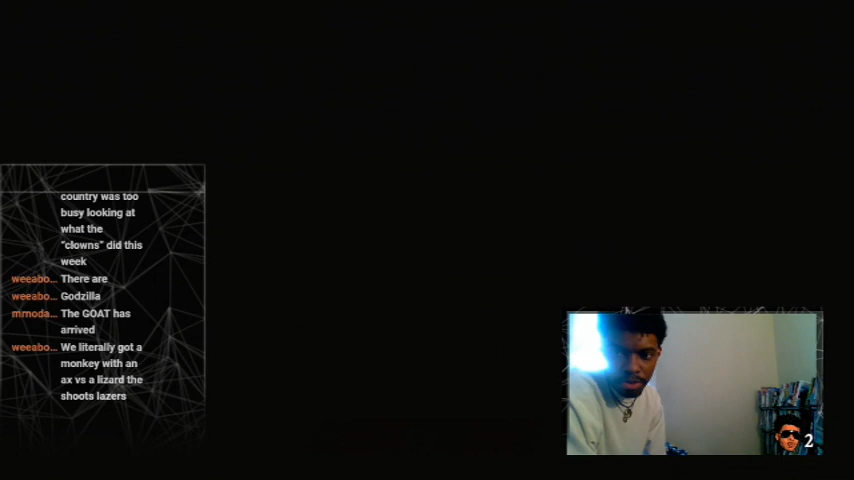 country was too
busy looking at
what the
“clowns” did this
week
weeabo... There are
weeabo... Godzilla
mrnoda... The GOAT has
arrived
weeabo... We literally got a
monkey with an
ax vs a lizard the
shoots lazers
2